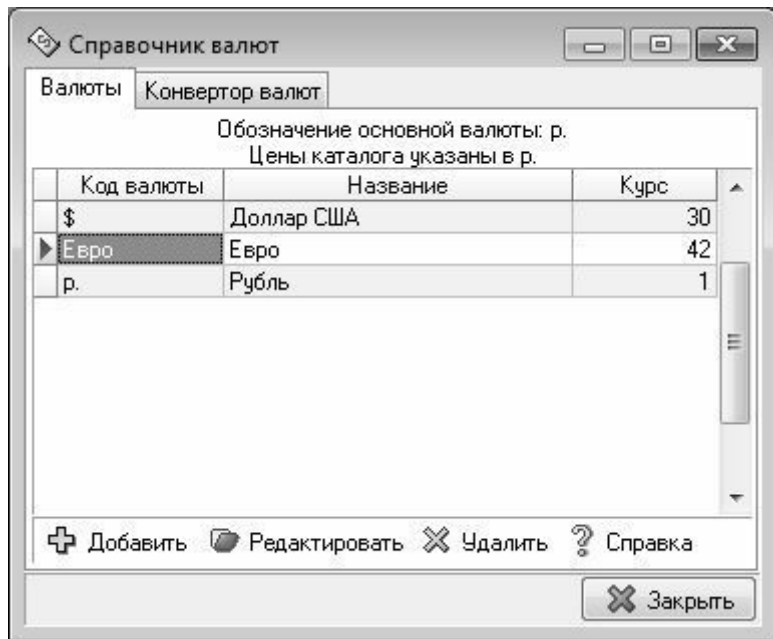 Справочник валют
Валюты Конвертор валют
Обозначение основной валюты: р.
Цены каталога указаны в р.
Код валюты Название Курс
$ Доллар США 30
Евро Евро 42
р. Рубль 1
Добавить Редактировать Удалить Справка
Закрыть